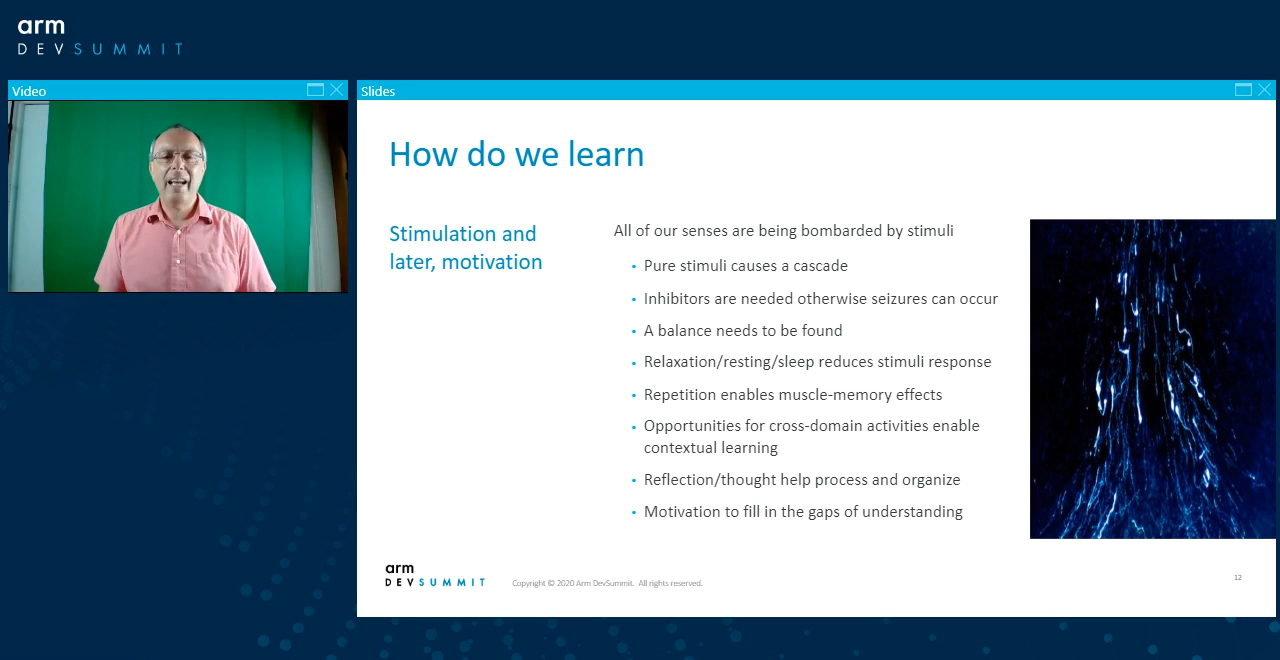 arm
DEVSUMMIT
Video
Slides
How do we learn
Stimulation and
later, motivation
All of our senses are being bombarded by stimuli
• Pure stimuli causes a cascade
• Inhibitors are needed otherwise seizures can occur
• A balance needs to be found
• Relaxation/resting/sleep reduces stimuli response
• Repetition enables muscle-memory effects
• Opportunities for cross-domain activities enable
contextual learning
• Reflection/thought help process and organize
• Motivation to fill in the gaps of understanding
arm
DEVSUMMIT
Copyright © 2020 Arm DevSummit. All rights reserved.
12